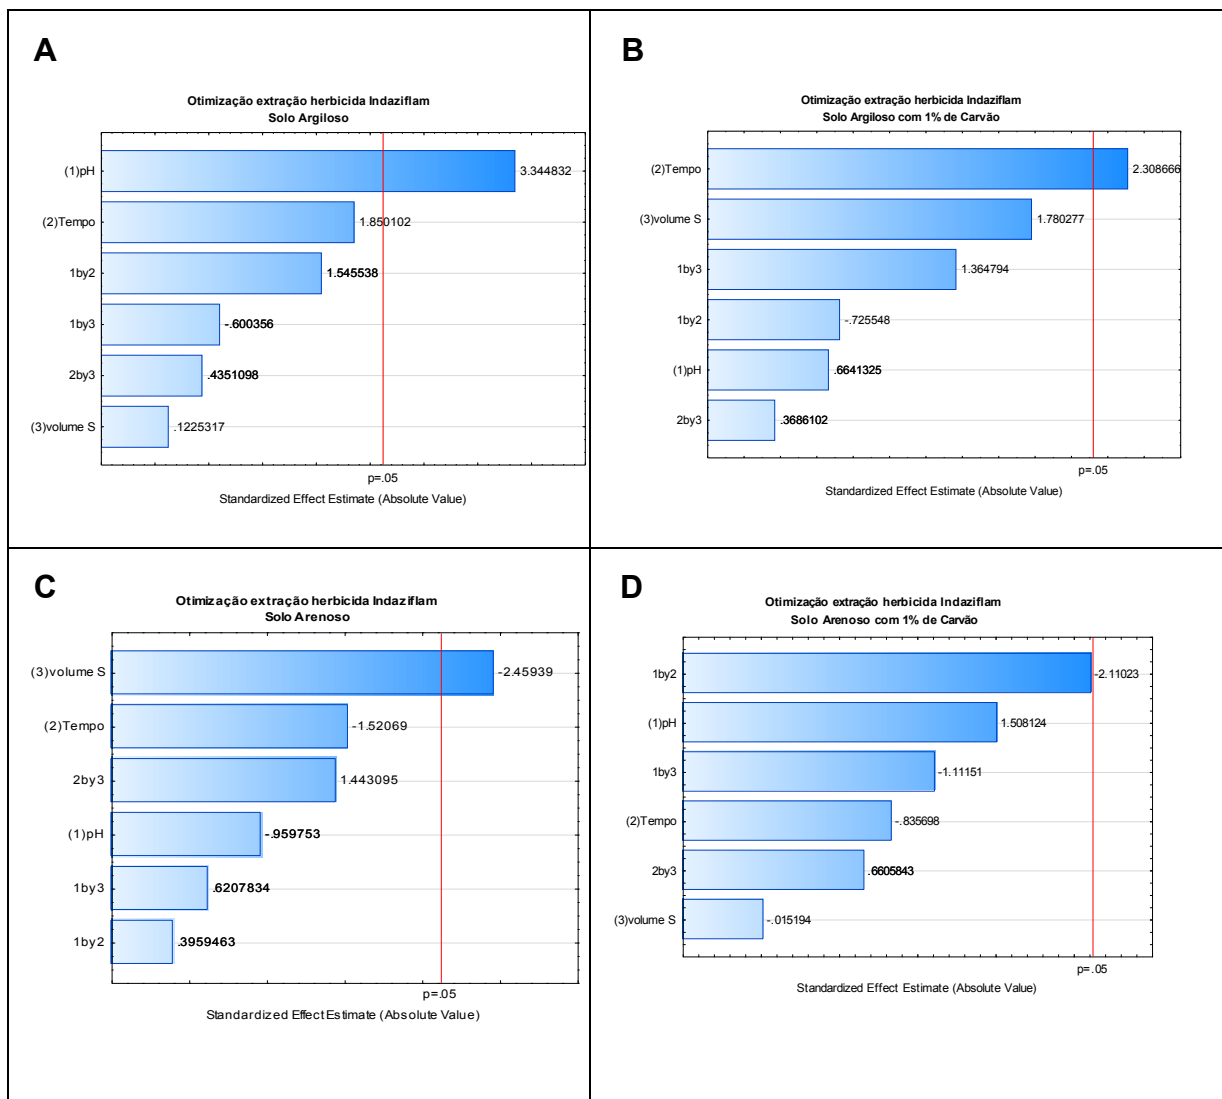 A
Otimização extração herbicida Indaziflam
Solo Argiloso
(1)pH
3.344832
(2)Tempo
1.850102
1by2
1.545538
1by3
-.600356
2by3
.4351098
(3)volume S
.1225317
p=.05
Standardized Effect Estimate (Absolute Value)
B
Otimização extração herbicida Indaziflam
Solo Argiloso com 1% de Carvão
(2)Tempo
2.308666
(3)volume S
1.780277
1by3
1.364794
1by2
-.725548
(1)pH
.6641325
2by3
.3686102
p=.05
Standardized Effect Estimate (Absolute Value)
C
Otimização extração herbicida Indaziflam
Solo Arenoso
(3)volume S
-2.45939
(2)Tempo
-1.52069
2by3
1.443095
(1)pH
-.959753
1by3
.6207834
1by2
.3959463
p=.05
Standardized Effect Estimate (Absolute Value)
D
Otimização extração herbicida Indaziflam
Solo Arenoso com 1% de Carvão
1by2
-2.11023
(1)pH
1.508124
1by3
-1.11151
(2)Tempo
-.835698
2by3
.6605843
(3)volume S
-.015194
p=.05
Standardized Effect Estimate (Absolute Value)